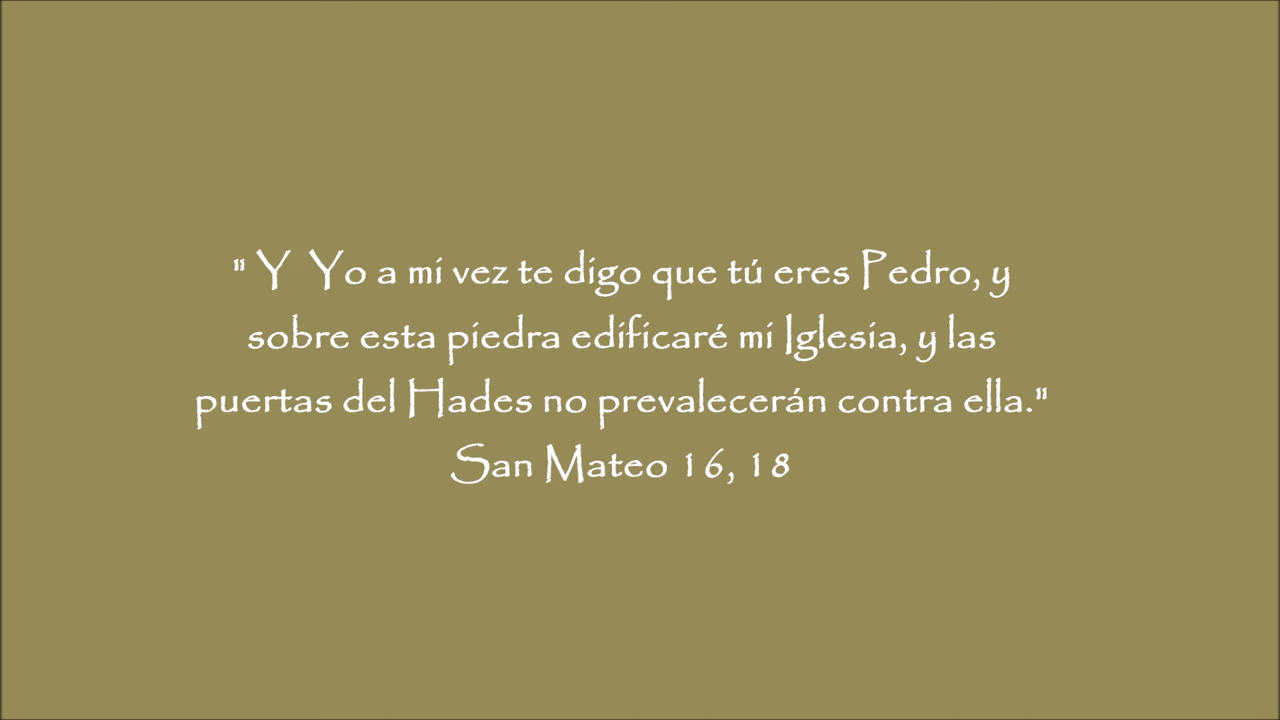 " Y  Yo a mi vez te digo que tú eres Pedro, y
sobre esta piedra edificaré mi Iglesia, y las
puertas del Hades no prevalecerán contra ella."
San Mateo 16, 18